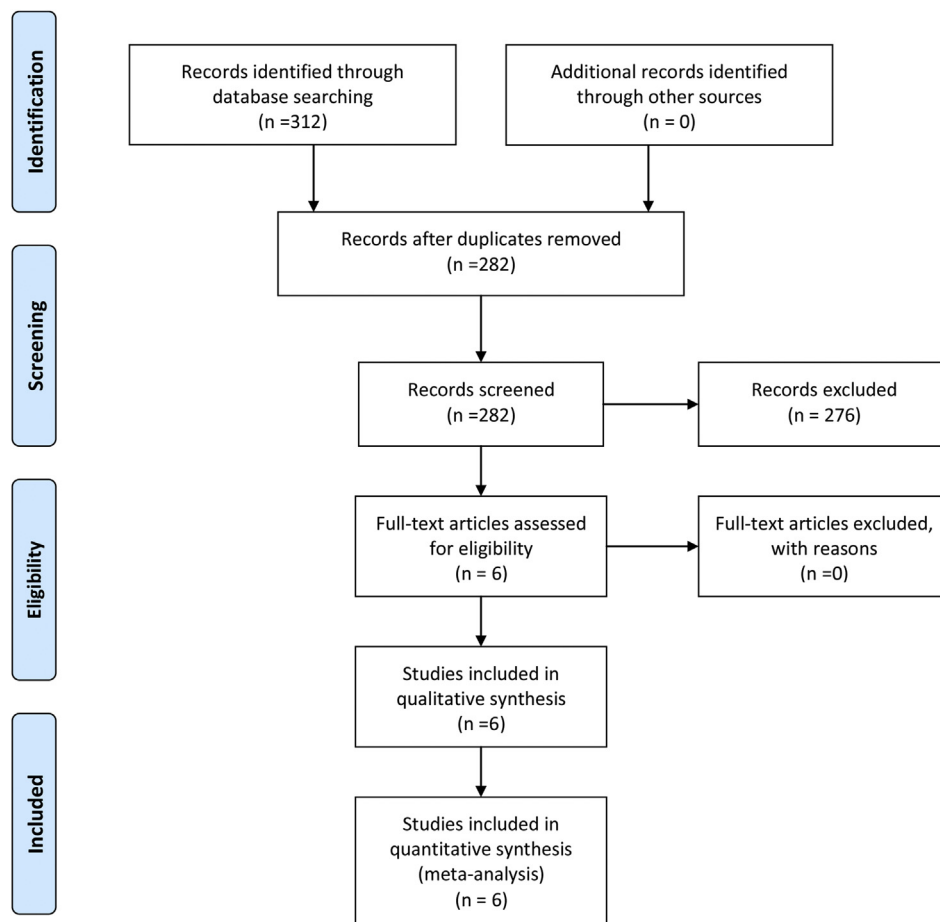 Identification
Records identified through
database searching
(n =312)
Additional records identified
through other sources
(n = 0)
Records after duplicates removed
(n =282)
Screening
Records screened
(n =282)
Records excluded
(n = 276)
Eligibility
Full-text articles assessed
for eligibility
(n = 6)
Full-text articles excluded,
with reasons
(n =0)
Studies included in
qualitative synthesis
(n =6)
Included
Studies included in
quantitative synthesis
(meta-analysis)
(n = 6)